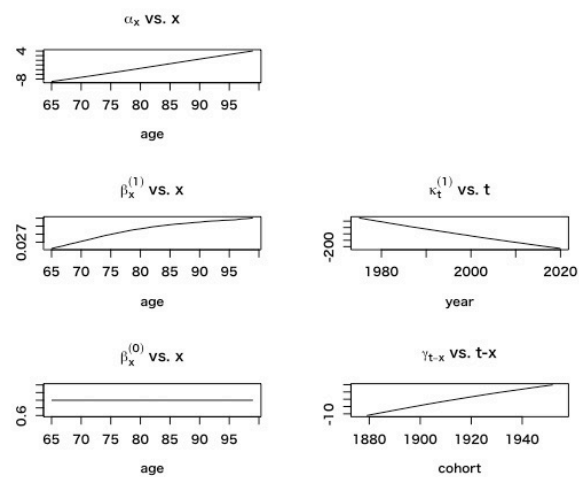 αx vs. x
4
-8
65 70 75 80 85 90 95
age
βx(1) vs. x
0.027
65 70 75 80 85 90 95
age
κt(1) vs. t
-200
1980 2000 2020
year
βx(0) vs. x
0.6
65 70 75 80 85 90 95
age
γt-x vs. t-x
-10
1880 1900 1920 1940
cohort